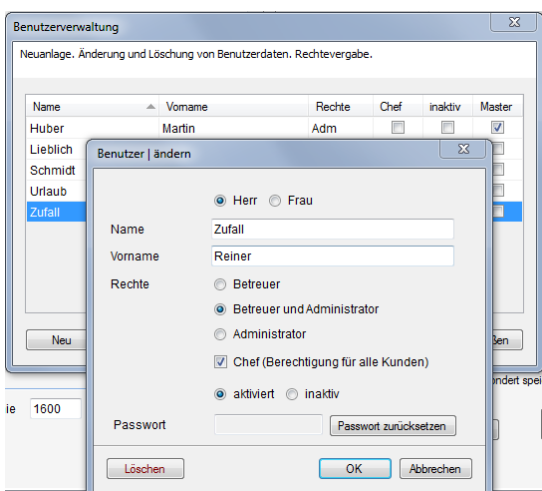 Benutzerverwaltung
Neuanlage. Änderung und Löschung von Benutzerdaten. Rechtevergabe.
Name Vorname Rechte Chef inaktiv Master
Huber Martin Adm
Lieblich
Schmidt
Urlaub
Zufall
Neu
Benutzer | ändern
Herr Frau
Name Zufall
Vorname Reiner
Rechte Betreuer
Betreuer und Administrator
Administrator
Chef (Berechtigung für alle Kunden)
aktiviert inaktiv
Passwort Passwort zurücksetzen
Löschen OK Abbrechen
1600